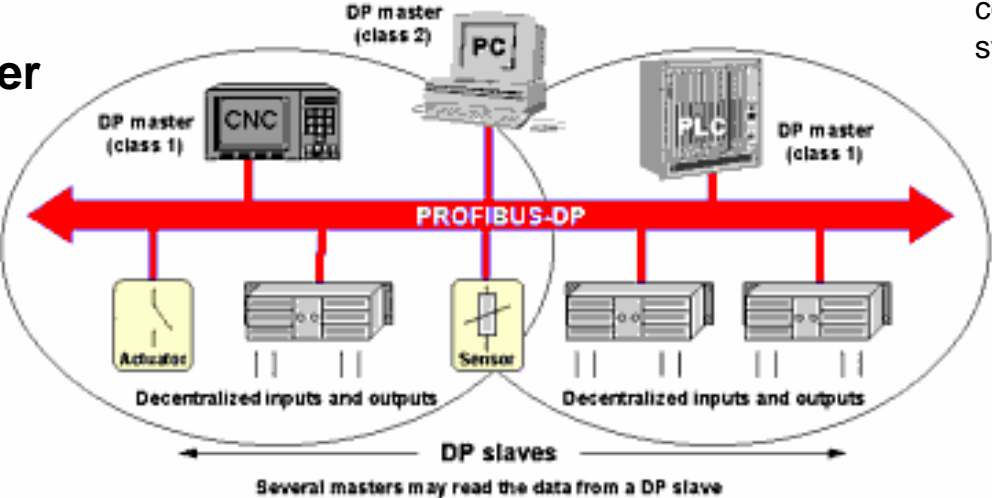 DP master
(class 2)
PC
er
CNC
DP master
(class 1)
PLC
DP master
(class 1)
PROFIBUS-DP
Actuator
Sensor
Decentralized inputs and outputs
Decentralized inputs and outputs
DP slaves
Several masters may read the data from a DP slave